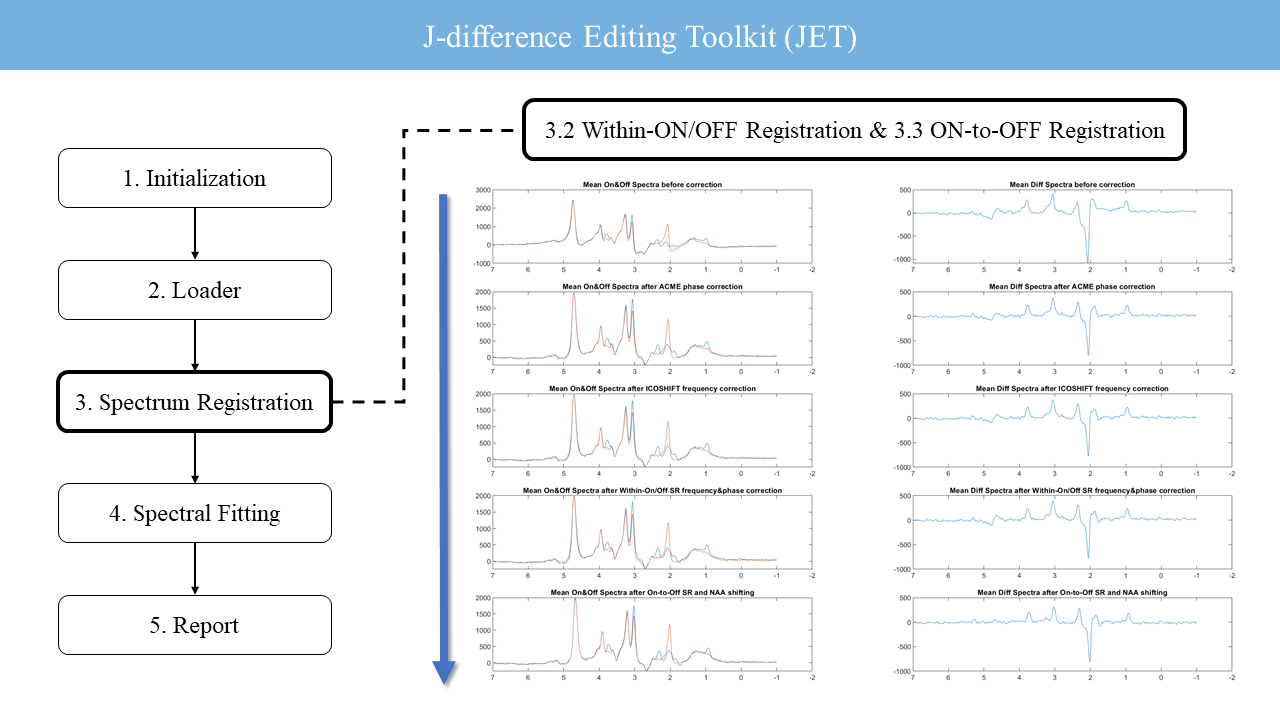 J-difference Editing Toolkit (JET)
3.2 Within-ON/OFF Registration & 3.3 ON-to-OFF Registration
1. Initialization
2. Loader
3. Spectrum Registration
4. Spectral Fitting
5. Report
Mean On&Off Spectra before correction
3000
2000
1000
0
-1000
7 6 5 4 3 2 1 0 -1 -2
Mean Diff Spectra before correction
500
0
-500
-1000
7 6 5 4 3 2 1 0 -1 -2
Mean On&Off Spectra after ACME phase correction
2000
1500
1000
500
0
7 6 5 4 3 2 1 0 -1 -2
Mean Diff Spectra after ACME phase correction
500
0
-500
-1000
7 6 5 4 3 2 1 0 -1 -2
Mean On&Off Spectra after ICOSHIFT frequency correction
2000
1500
1000
500
0
7 6 5 4 3 2 1 0 -1 -2
Mean Diff Spectra after ICOSHIFT frequency correction
500
0
-500
-1000
7 6 5 4 3 2 1 0 -1 -2
Mean On&Off Spectra after Within-On/Off SR frequency&phase correction
2000
1500
1000
500
0
7 6 5 4 3 2 1 0 -1 -2
Mean Diff Spectra after Within-On/Off SR frequency&phase correction
500
0
-500
-1000
7 6 5 4 3 2 1 0 -1 -2
Mean On&Off Spectra after On-to-Off SR and NAA shifting
2000
1500
1000
500
0
7 6 5 4 3 2 1 0 -1 -2
Mean Diff Spectra after On-to-Off SR and NAA shifting
500
0
-500
-1000
7 6 5 4 3 2 1 0 -1 -2